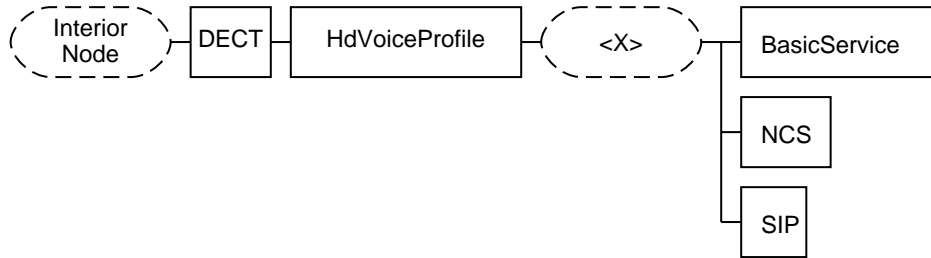 Interior
Node
DECT
HdVoiceProfile
<X>
BasicService
NCS
SIP